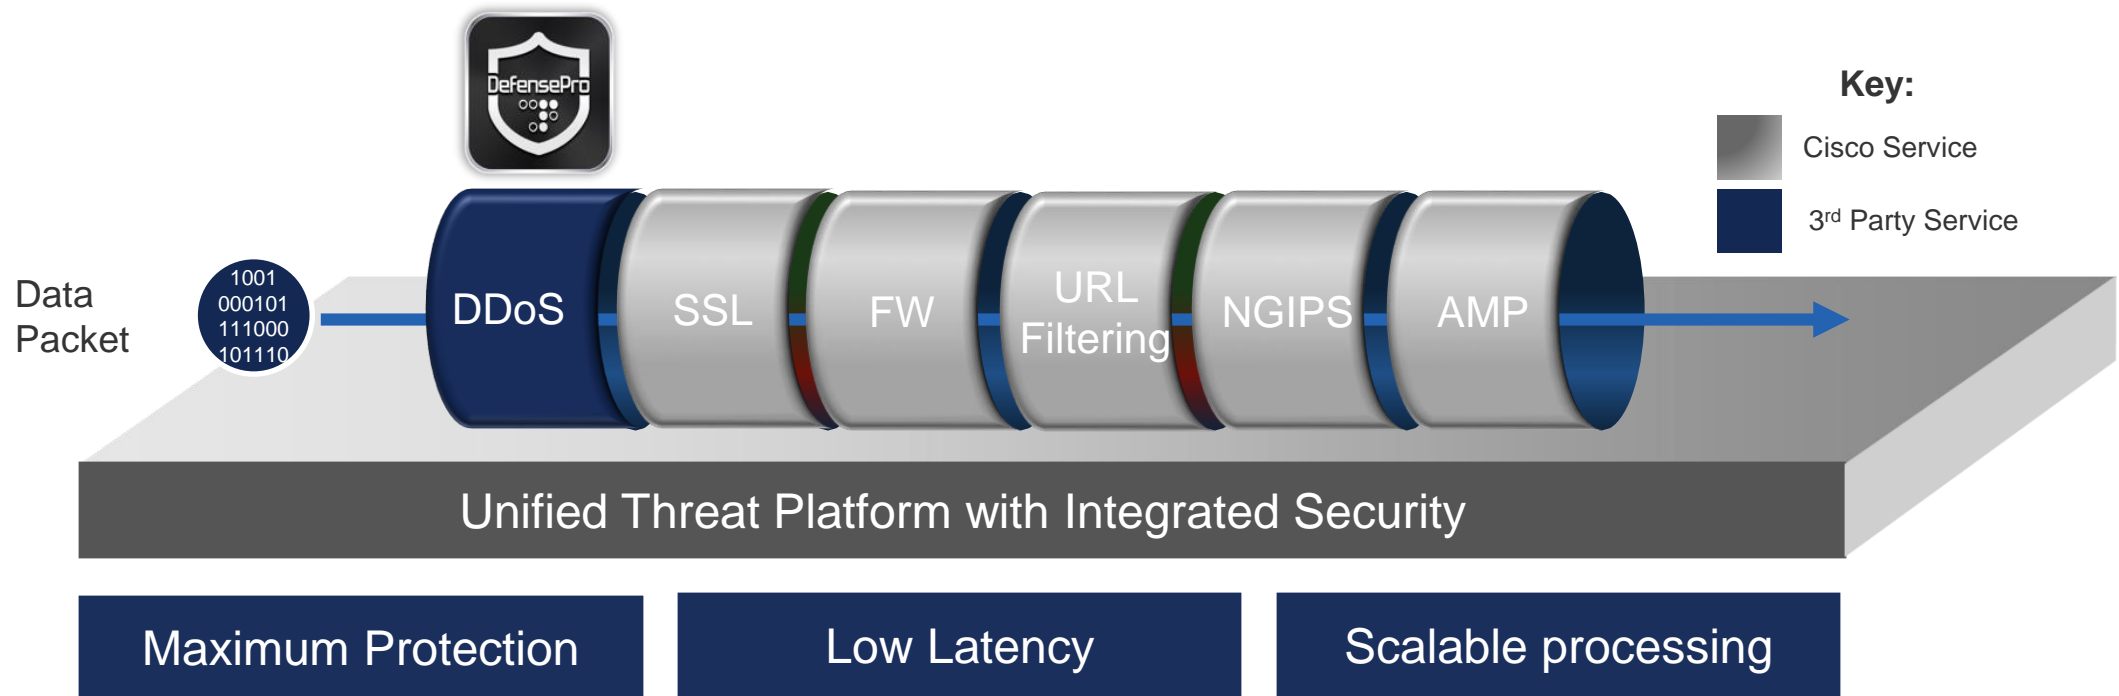 DefensePro
Key:
Cisco Service
3rd Party Service
Data
Packet
1001
000101
111000
101110
DDoS
SSL
FW
URL
Filtering
NGIPS
AMP
Unified Threat Platform with Integrated Security
Maximum Protection
Low Latency
Scalable processing